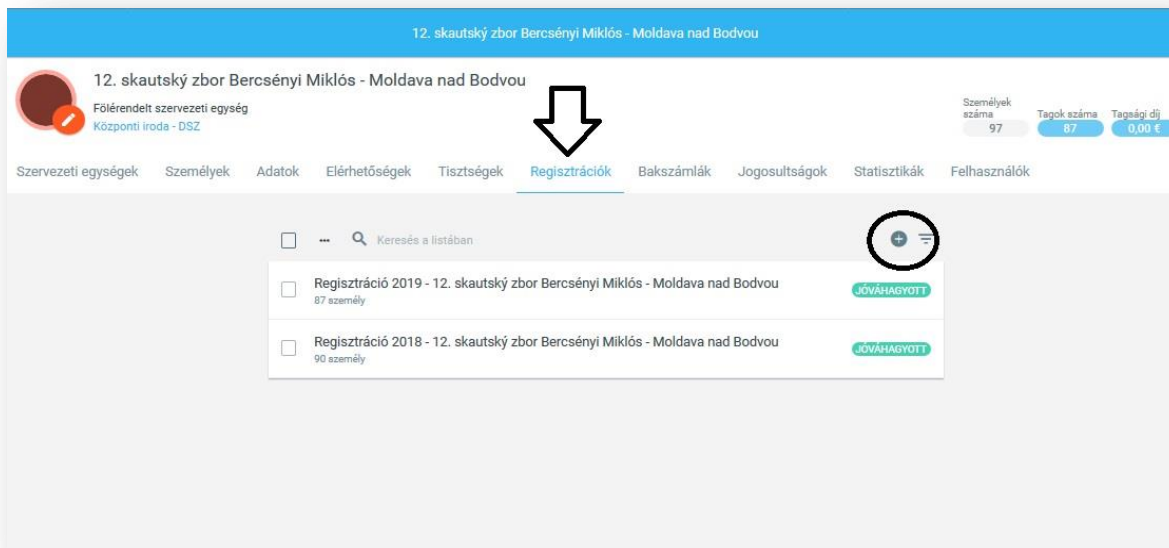 12. skautský zbor Bercsényi Miklós - Moldava nad Bodvou
12. skautský zbor Bercsényi Miklós - Moldava nad Bodvou
Fölérendelt szervezeti egység
Központi iroda - DSZ
Személyek
száma
97
Tagok száma
87
Tagsági díj
0,00 €
Szervezeti egységek Személyek Adatok Elérhetőségek Tisztségek Regisztrációk Bakszámlák Jogosultságok Statisztikák Felhasználók
Keresés a listában
Regisztráció 2019 - 12. skautský zbor Bercsényi Miklós - Moldava nad Bodvou
87 személy
JÓVÁHAGYOTT
Regisztráció 2018 - 12. skautský zbor Bercsényi Miklós - Moldava nad Bodvou
90 személy
JÓVÁHAGYOTT